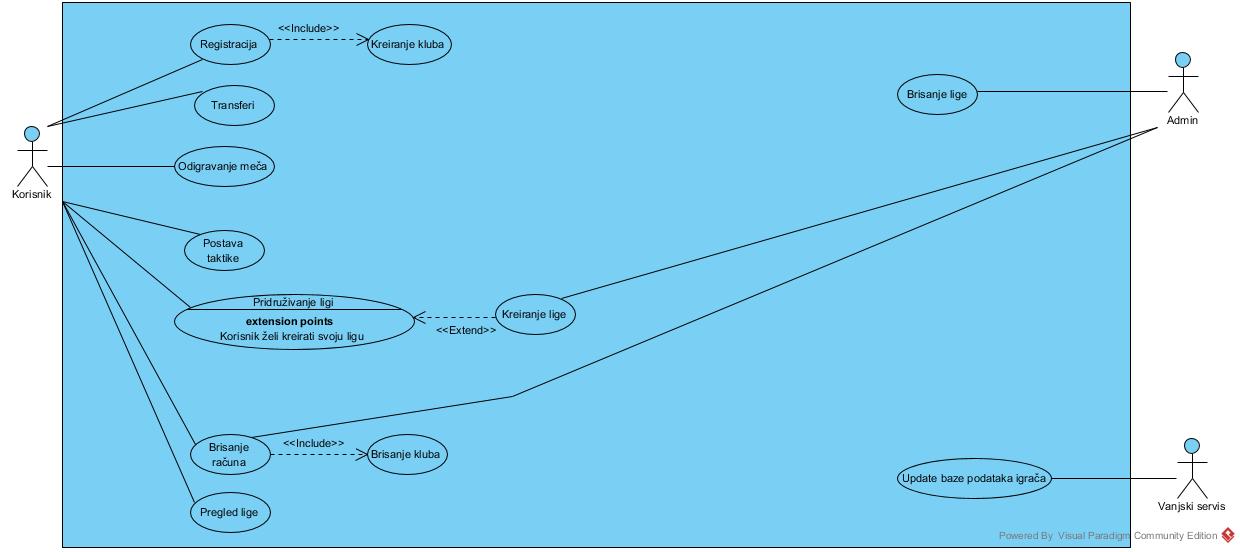 <<Include>>
Registracija
Kreiranje kluba
Brisanje lige
Transferi
Admin
Odigravanje meča
Korisnik
Postava
taktike
Pridruživanje ligi
extension points
Korisnik želi kreirati svoju ligu
Kreiranje lige
<<Extend>>
Brisanje
računa
<<Include>>
Brisanje kluba
Update baze podataka igrača
Vanjski servis
Pregled lige
Powered By Visual Paradigm Community Edition